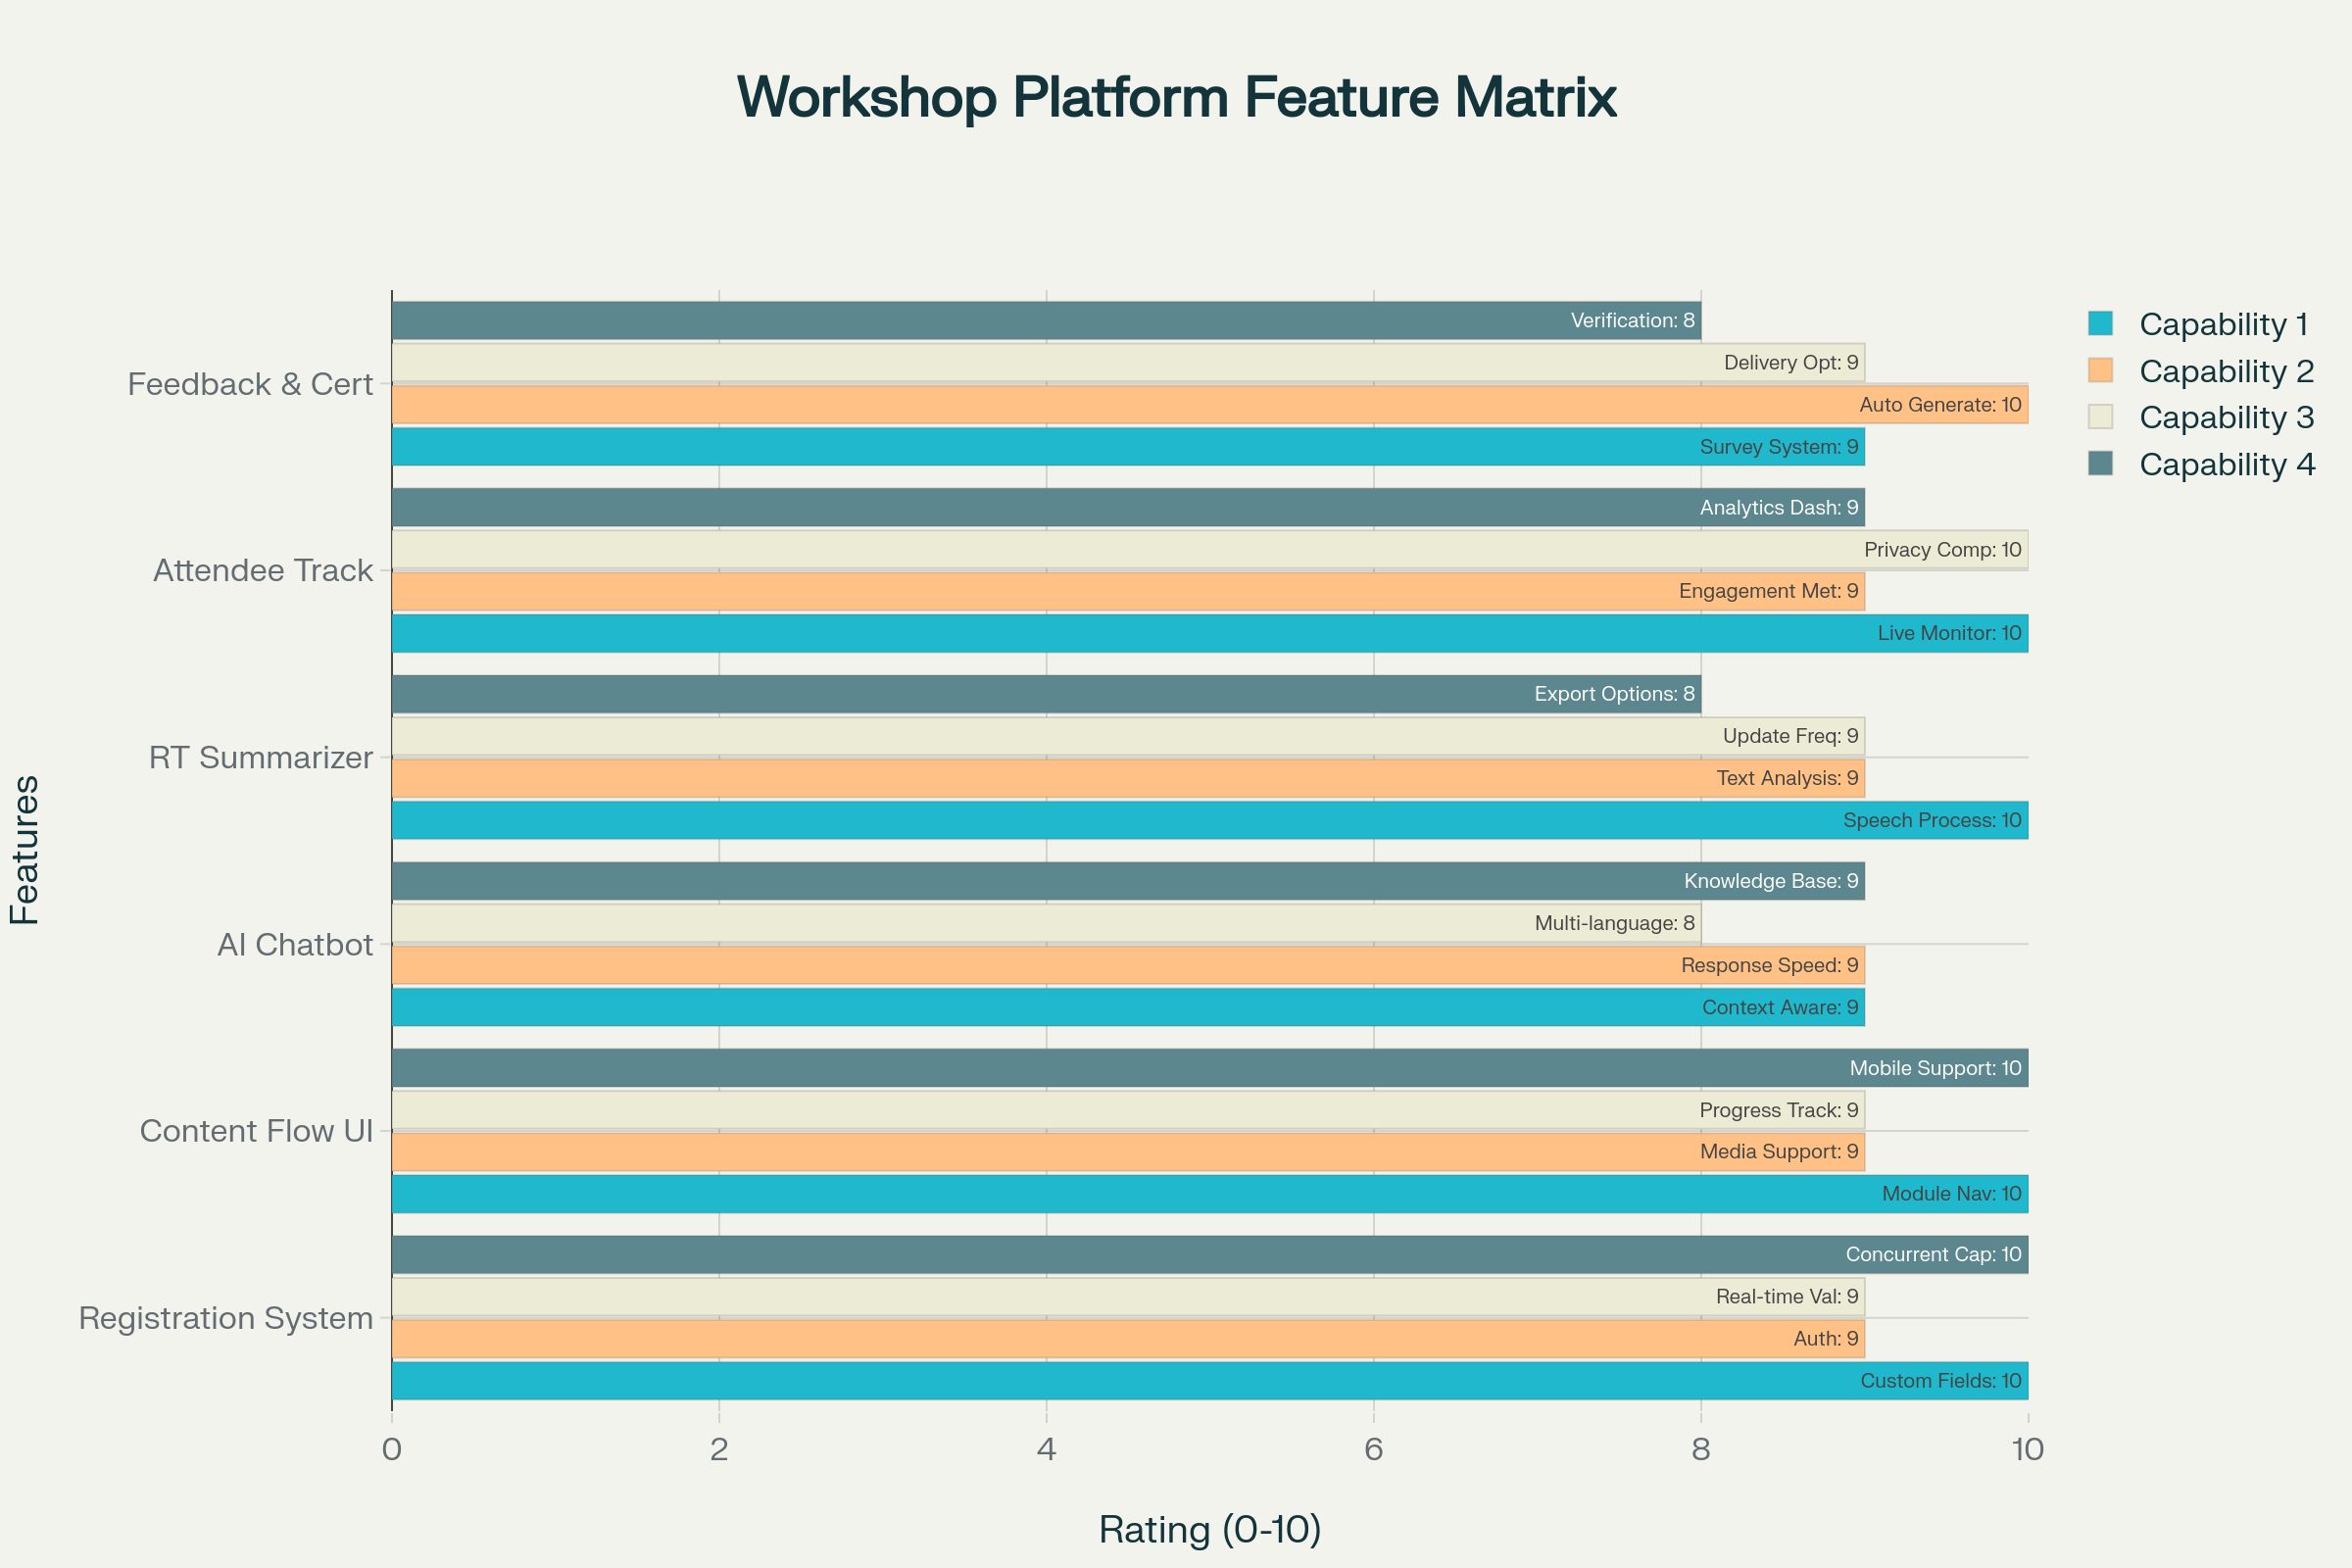 Workshop Platform Feature Matrix
Capability 1
Capability 2
Capability 3
Capability 4
Features
Feedback & Cert
Verification: 8
Delivery Opt: 9
Auto Generate: 10
Survey System: 9
Attendee Track
Analytics Dash: 9
Privacy Comp: 10
Engagement Met: 9
Live Monitor: 10
RT Summarizer
Export Options: 8
Update Freq: 9
Text Analysis: 9
Speech Process: 10
AI Chatbot
Knowledge Base: 9
Multi-language: 8
Response Speed: 9
Context Aware: 9
Content Flow UI
Mobile Support: 10
Progress Track: 9
Media Support: 9
Module Nav: 10
Registration System
Concurrent Cap: 10
Real-time Val: 9
Auth: 9
Custom Fields: 10
0 2 4 6 8 10
Rating (0-10)